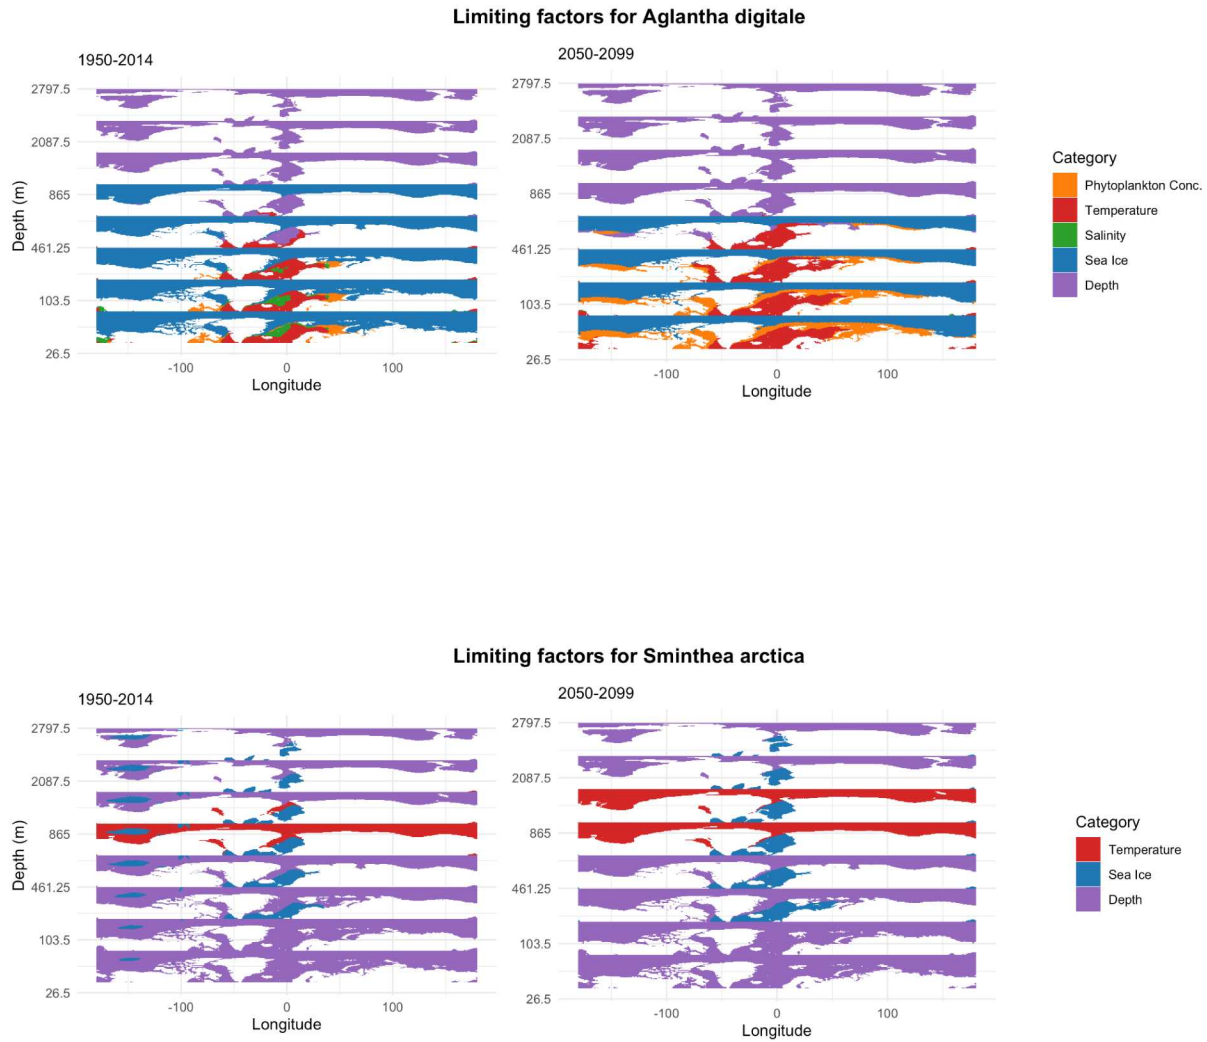 Limiting factors for Aglantha digitale
1950-2014
2050-2099
Depth (m)
2797.5
2087.5
865
461.25
103.5
26.5
-100
0
100
Longitude
2797.5
2087.5
865
461.25
103.5
26.5
-100
0
100
Longitude
Category
Phytoplankton Conc.
Temperature
Salinity
Sea Ice
Depth
Limiting factors for Sminthea arctica
1950-2014
2050-2099
Depth (m)
2797.5
2087.5
865
461.25
103.5
26.5
-100
0
100
Longitude
2797.5
2087.5
865
461.25
103.5
26.5
-100
0
100
Longitude
Category
Temperature
Sea Ice
Depth